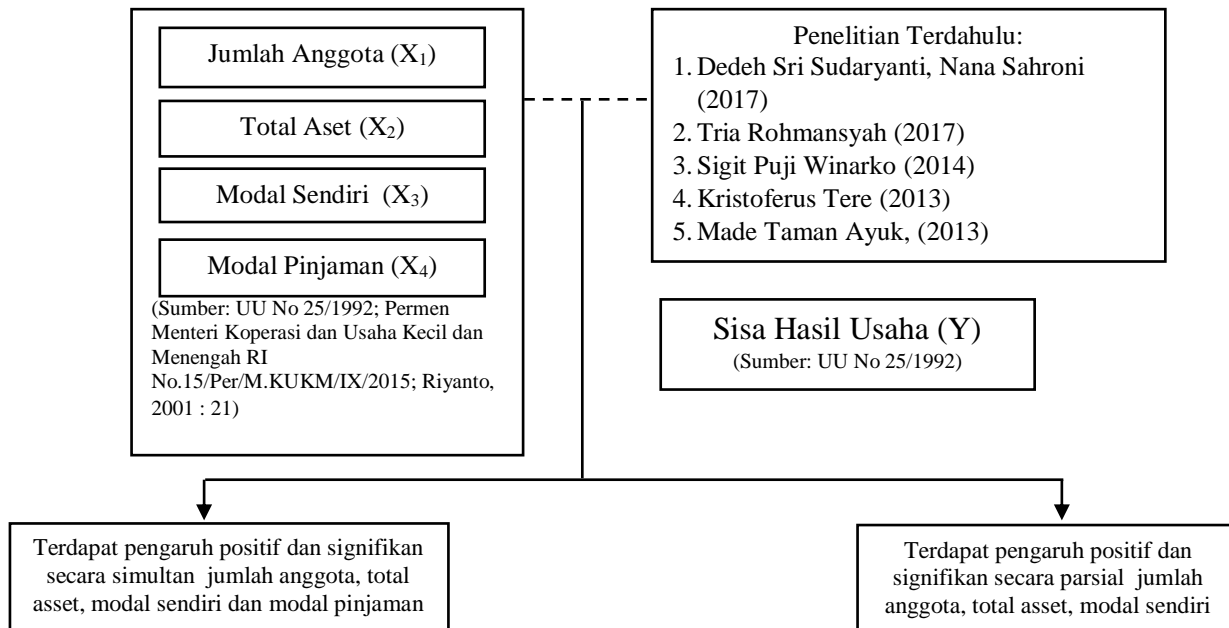 Jumlah Anggota (X₁)
Total Aset (X₂)
Modal Sendiri (X₃)
Modal Pinjaman (X₄)
(Sumber: UU No 25/1992; Permen
Menteri Koperasi dan Usaha Kecil dan
Menengah RI
No.15/Per/M.KUKM/IX/2015; Riyanto,
2001 : 21)
Penelitian Terdahulu:
1. Dedeh Sri Sudaryanti, Nana Sahroni
(2017)
2. Tria Rohmansyah (2017)
3. Sigit Puji Winarko (2014)
4. Kristoferus Tere (2013)
5. Made Taman Ayuk, (2013)
Sisa Hasil Usaha (Y)
(Sumber: UU No 25/1992)
Terdapat pengaruh positif dan signifikan
secara simultan jumlah anggota, total
asset, modal sendiri dan modal pinjaman
Terdapat pengaruh positif dan
signifikan secara parsial jumlah
anggota, total asset, modal sendiri